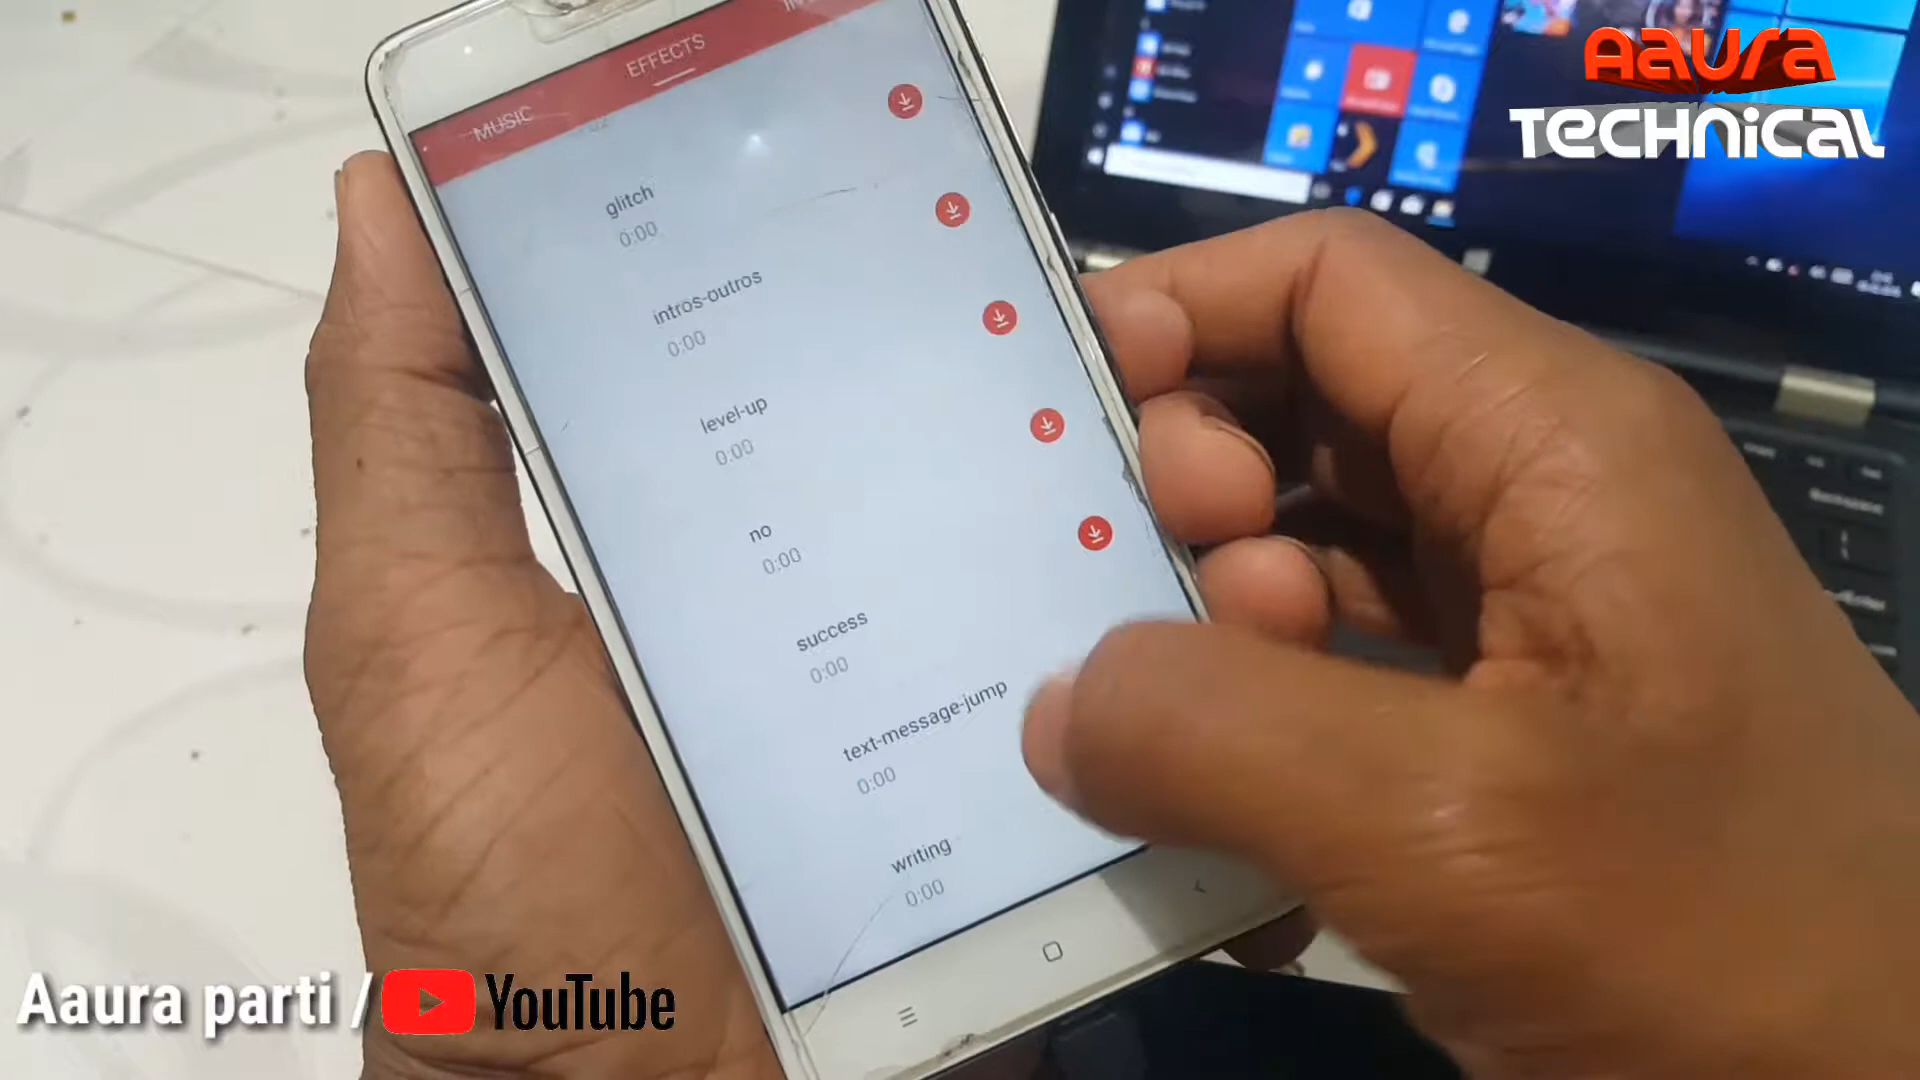 Aaura
TECHNICAL
MUSIC
EFFECTS
glitch
0:00
intros-outros
0:00
level-up
0:00
no
0:00
success
0:00
text-message-jump
0:00
writing
0:00
Backspace
Aaura parti /
YouTube